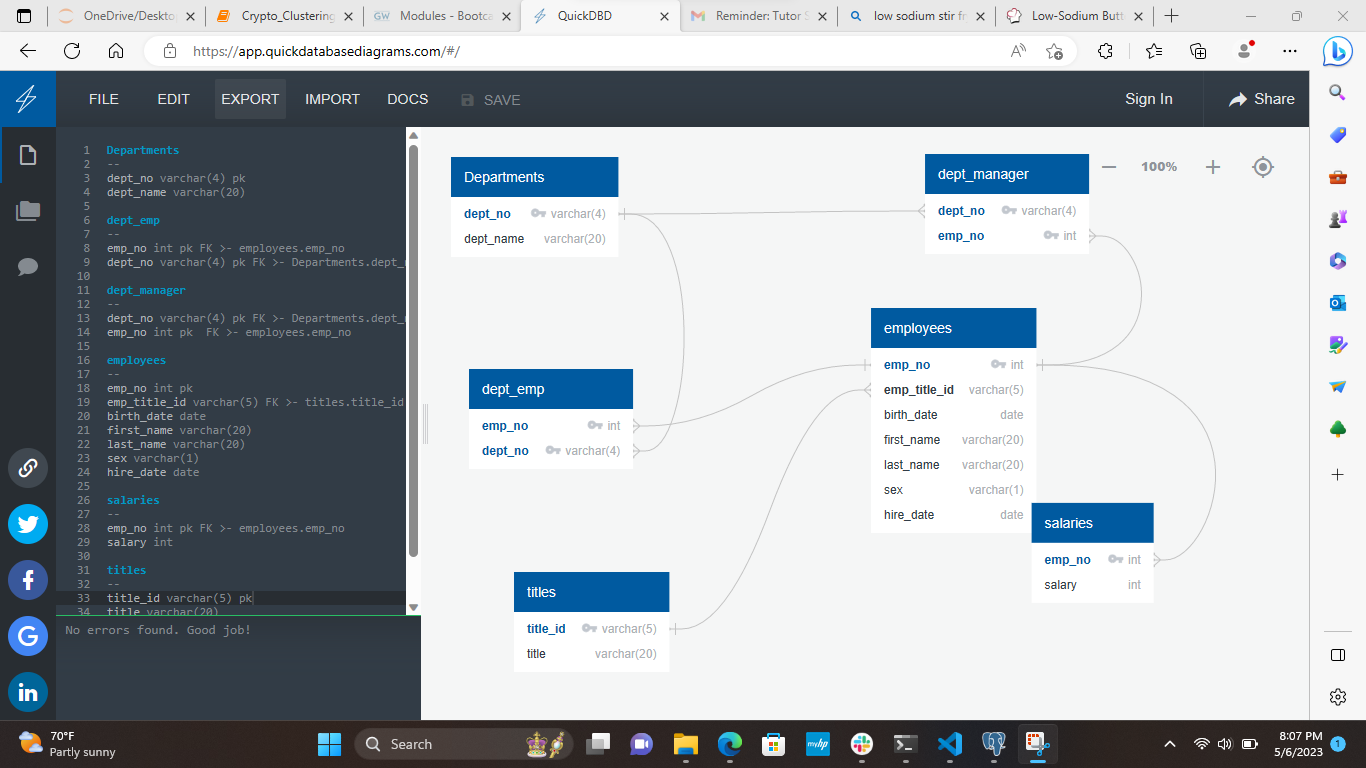 OneDrive/Deskto
Crypto_Clustering
GW Modules - Bootca
QuickDBD
Reminder: Tutor S
low sodium stir fr
Low-Sodium Butt
https://app.quickdatabasediagrams.com/#/
FILE EDIT EXPORT IMPORT DOCS SAVE Sign In Share
1 Departments
2 --
3 dept_no varchar(4) pk
4 dept_name varchar(20)
5
6 dept_emp
7 --
8 emp_no int pk FK >- employees.emp_no
9 dept_no varchar(4) pk FK >- Departments.dept_n
10
11 dept_manager
12 --
13 dept_no varchar(4) pk FK >- Departments.dept_n
14 emp_no int pk  FK >- employees.emp_no
15
16 employees
17 --
18 emp_no int pk
19 emp_title_id varchar(5) FK >- titles.title_id
20 birth_date date
21 first_name varchar(20)
22 last_name varchar(20)
23 sex varchar(1)
24 hire_date date
25
26 salaries
27 --
28 emp_no int pk FK >- employees.emp_no
29 salary int
30
31 titles
32 --
33 title_id varchar(5) pk
34 title varchar(20)
No errors found. Good job!
Departments
dept_no varchar(4)
dept_name varchar(20)
dept_manager
dept_no varchar(4)
emp_no int
100%
employees
emp_no int
emp_title_id varchar(5)
birth_date date
first_name varchar(20)
last_name varchar(20)
sex varchar(1)
hire_date date
dept_emp
emp_no int
dept_no varchar(4)
salaries
emp_no int
salary int
titles
title_id varchar(5)
title varchar(20)
70°F
Partly sunny
Search
myhp
8:07 PM
5/6/2023
1